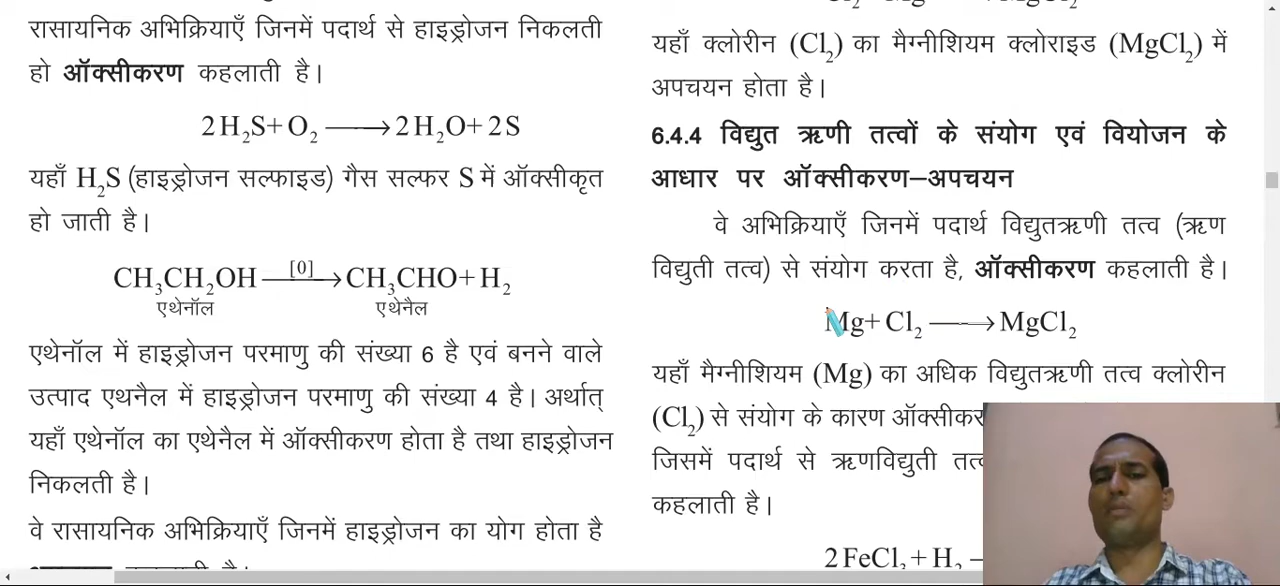 रासायनिक अभिक्रियाएँ जिनमें पदार्थ से हाइड्रोजन निकलती
हो ऑक्सीकरण कहलाती है।
2H₂S+ O₂ ⟶ 2H₂O+ 2S
यहाँ H₂S (हाइड्रोजन सल्फाइड) गैस सल्फर S में ऑक्सीकृत
हो जाती है।
CH₃CH₂OH —[0]→ CH₃CHO+ H₂
एथेनॉल एथेनैल
एथेनॉल में हाइड्रोजन परमाणु की संख्या 6 है एवं बनने वाले
उत्पाद एथनैल में हाइड्रोजन परमाणु की संख्या 4 है। अर्थात्
यहाँ एथेनॉल का एथेनैल में ऑक्सीकरण होता है तथा हाइड्रोजन
निकलती है।
वे रासायनिक अभिक्रियाएँ जिनमें हाइड्रोजन का योग होता है
यहाँ क्लोरीन (Cl₂) का मैग्नीशियम क्लोराइड (MgCl₂) में
अपचयन होता है।
6.4.4 विद्युत ऋणी तत्वों के संयोग एवं वियोजन के
आधार पर ऑक्सीकरण–अपचयन
वे अभिक्रियाएँ जिनमें पदार्थ विद्युतऋणी तत्व (ऋण
विद्युती तत्व) से संयोग करता है, ऑक्सीकरण कहलाती है।
Mg+ Cl₂ ⟶ MgCl₂
यहाँ मैग्नीशियम (Mg) का अधिक विद्युतऋणी तत्व क्लोरीन
(Cl₂) से संयोग के कारण
जिसमें पदार्थ से ऋणविद्युती
कहलाती है।
2FeCl₃ + H₂